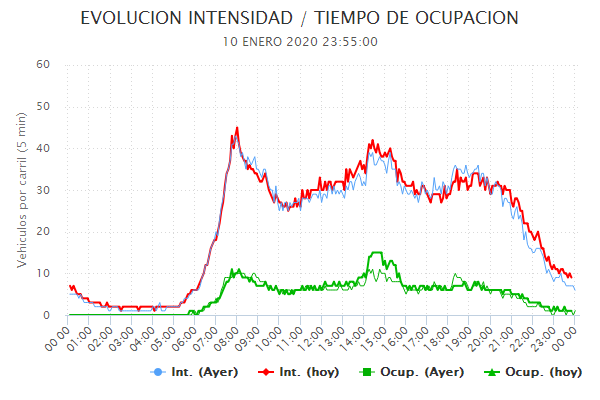 EVOLUCION INTENSIDAD / TIEMPO DE OCUPACION
10 ENERO 2020 23:55:00
Vehiculos por carril (5 min)
60
50
40
30
20
10
0
00:00 01:00 02:00 03:00 04:00 05:00 06:00 07:00 08:00 09:00 10:00 11:00 12:00 13:00 14:00 15:00 16:00 17:00 18:00 19:00 20:00 21:00 22:00 23:00 00:00
Int. (Ayer) Int. (hoy) Ocup. (Ayer) Ocup. (hoy)